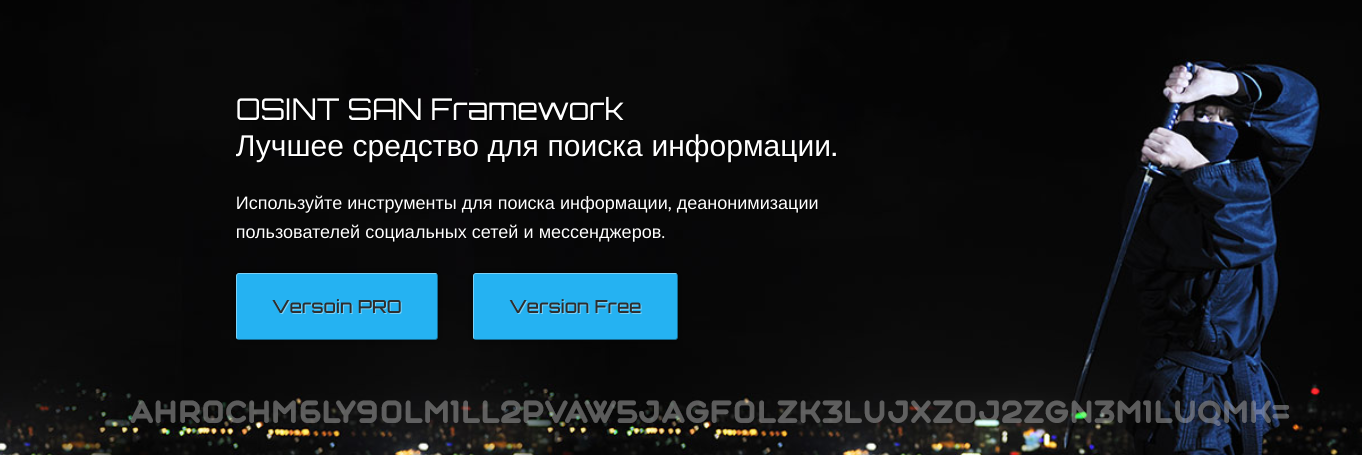 OSINT SAN Framework
Лучшее средство для поиска информации.
Используйте инструменты для поиска информации, деанонимизации
пользователей социальных сетей и мессенджеров.
Versoin PRO
Version Free
AHR0CHM6LY90LM1LL2PVAW5JAGF0LZK3LUJXZ0J2ZGN3M1LUQMK=